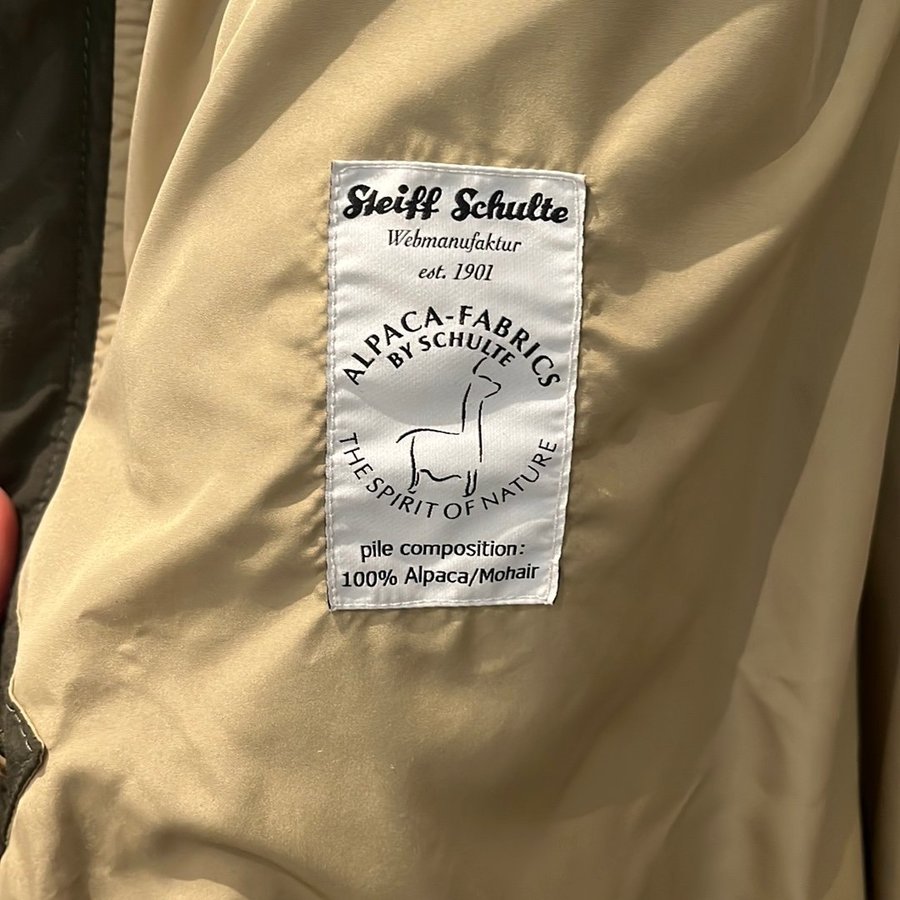 Steiff Schulte
Webmanufaktur
est. 1901
ALPACA-FABRICS
BY SCHULTE
THE SPIRIT OF NATURE
pile composition:
100% Alpaca/Mohair